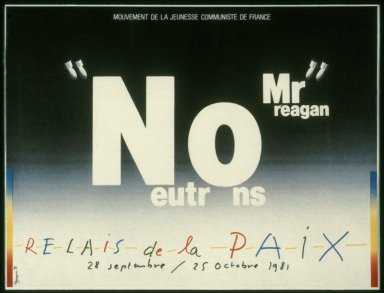 MOUVEMENT DE LA JEUNESSE COMMUNISTE DE FRANCE
“No Mr”
reagan
eutr ns
RELAIS de la PAIX
28 septembre / 25 octobre 1981